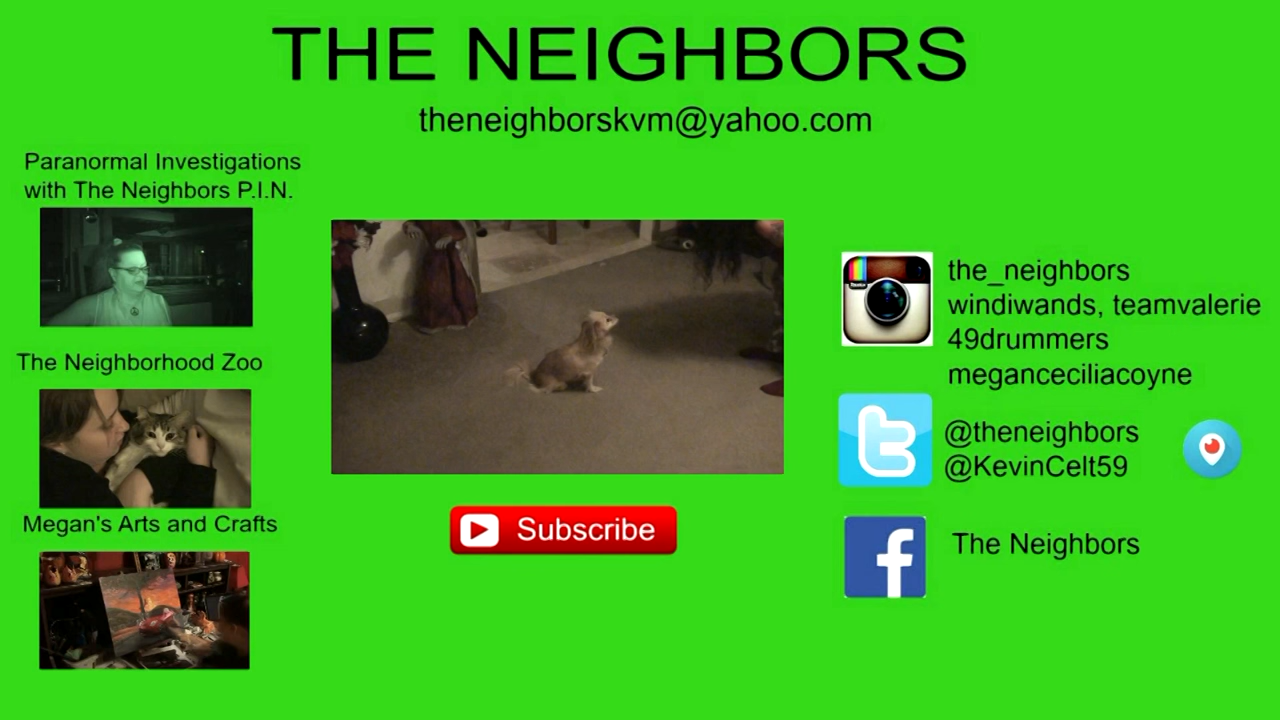 THE NEIGHBORS
theneighborskvm@yahoo.com
Paranormal Investigations
with The Neighbors P.I.N.
The Neighborhood Zoo
Megan's Arts and Crafts
Subscribe
the_neighbors
windiwands, teamvalerie
49drummers
meganceciliacoyne
@theneighbors
@KevinCelt59
The Neighbors